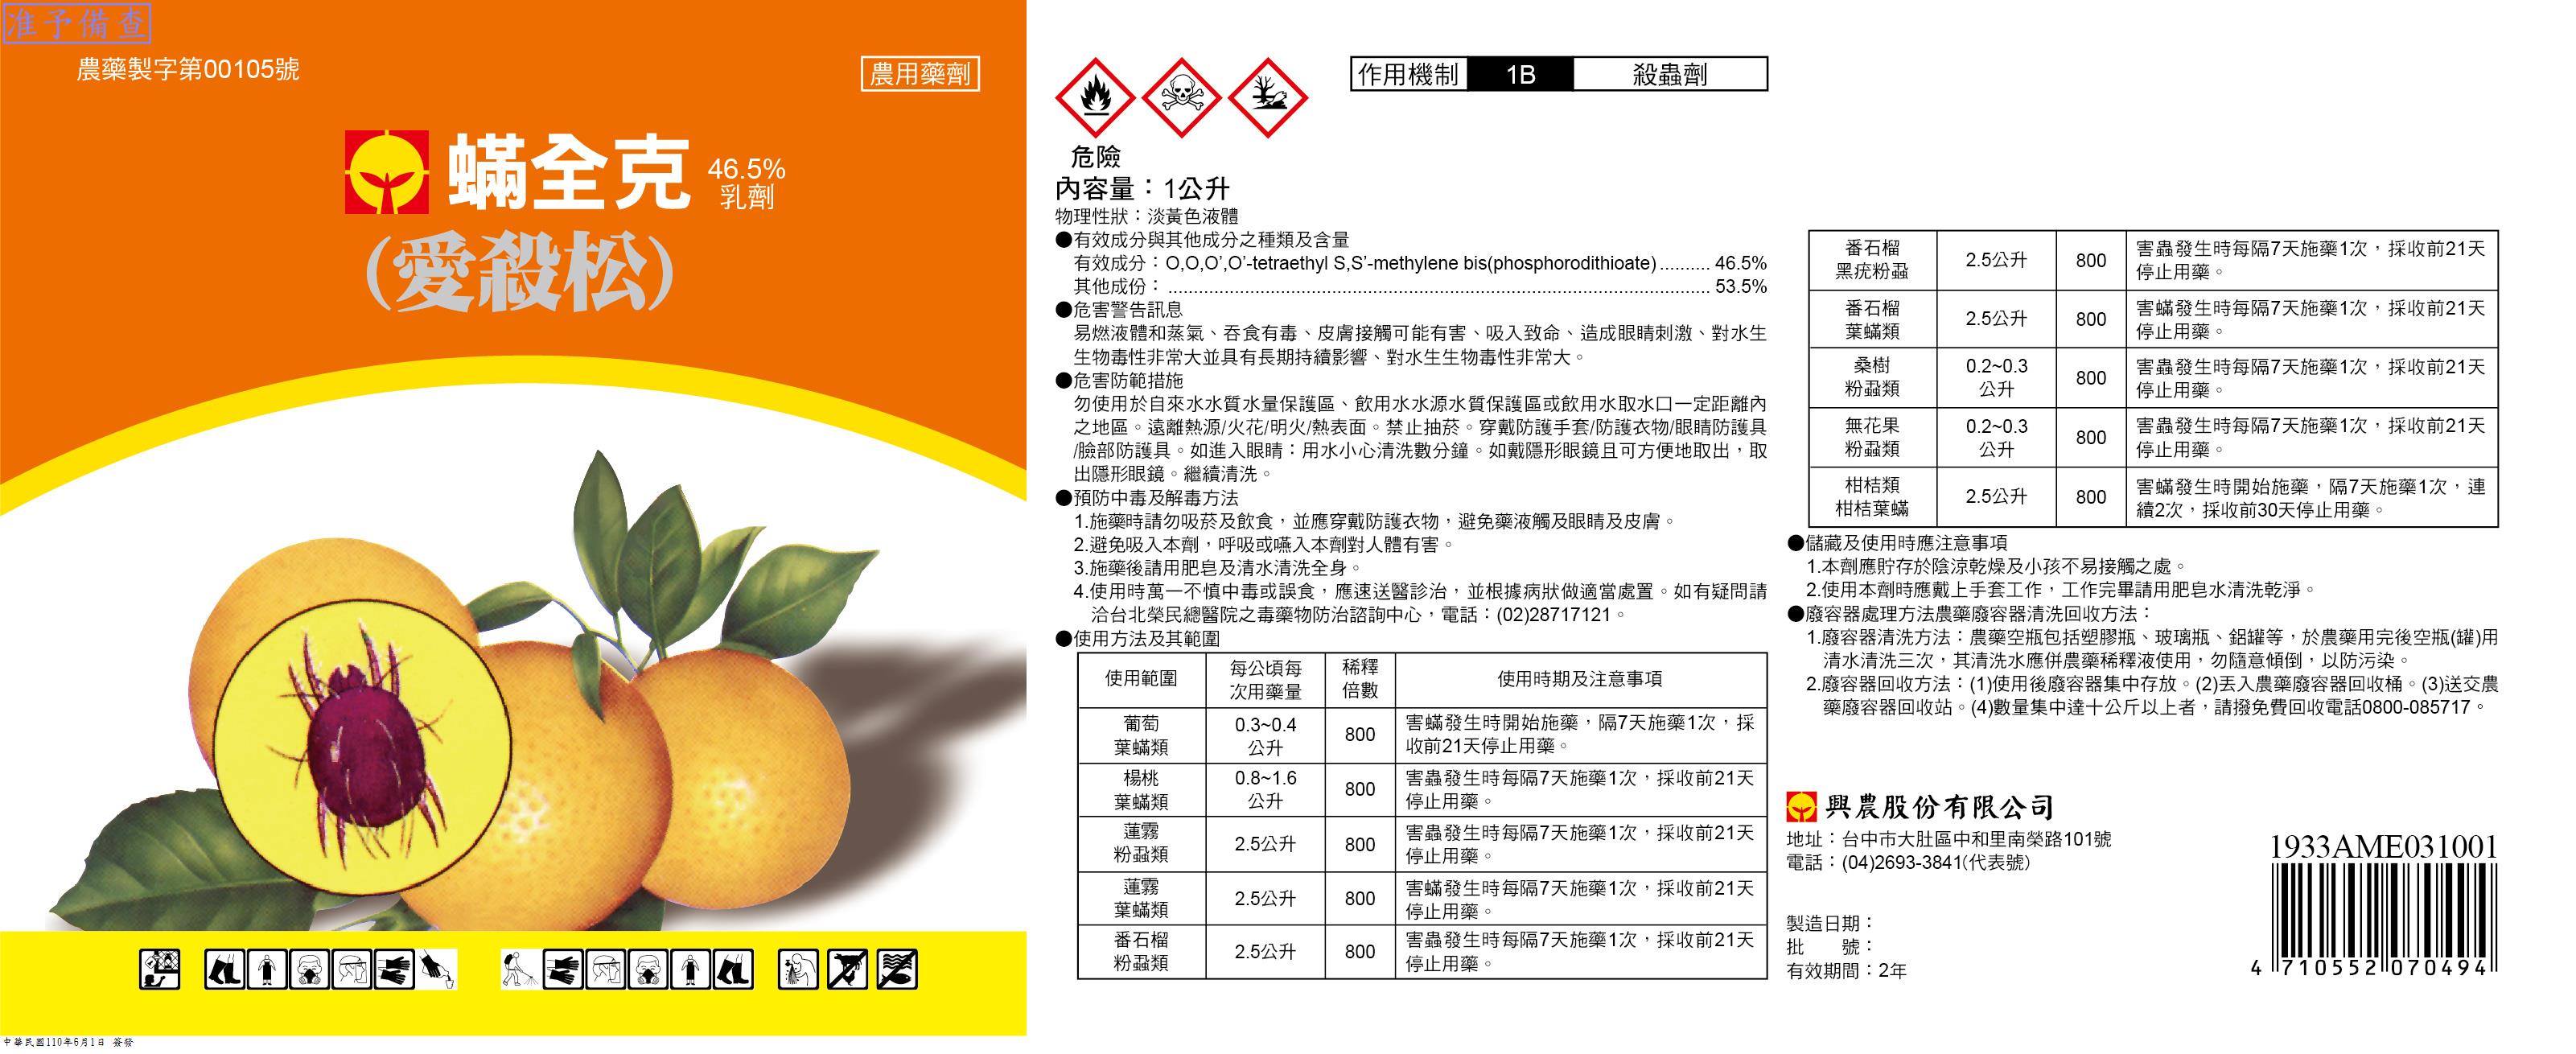 准予備查
農藥製字第00105號
農用藥劑
蟎全克
46.5%
乳劑
(愛殺松)
中華民國110年6月1日 簽發
作用機制 1B 殺蟲劑
危險
內容量：1公升
物理性狀：淡黃色液體
●有效成分與其他成分之種類及含量
有效成分：O,O,O',O'-tetraethyl S,S'-methylene bis(phosphorodithioate).......... 46.5%
其他成份：.......... 53.5%
●危害警告訊息
易燃液體和蒸氣、吞食有毒、皮膚接觸可能有害、吸入致命、造成眼睛刺激、對水生
生物毒性非常大並具有長期持續影響、對水生生物毒性非常大。
●危害防範措施
勿使用於自來水水質水量保護區、飲用水水源水質保護區或飲用水取水口一定距離內
之地區。遠離熱源/火花/明火/熱表面。禁止抽菸。穿戴防護手套/防護衣物/眼睛防護具
/臉部防護具。如進入眼睛：用水小心清洗數分鐘。如戴隱形眼鏡且可方便地取出，取
出隱形眼鏡。繼續清洗。
●預防中毒及解毒方法
1.施藥時請勿吸菸及飲食，並應穿戴防護衣物，避免藥液觸及眼睛及皮膚。
2.避免吸入本劑，呼吸或嚥入本劑對人體有害。
3.施藥後請用肥皂及清水清洗全身。
4.使用時萬一不慎中毒或誤食，應速送醫診治，並根據病狀做適當處置。如有疑問請
洽台北榮民總醫院之毒藥物防治諮詢中心，電話：(02)28717121。
●使用方法及其範圍
使用範圍 每公頃每 稀釋 使用時期及注意事項
次用藥量 倍數
葡萄 0.3~0.4 800 害蟎發生時開始施藥，隔7天施藥1次，採
葉蟎類 公升 收前21天停止用藥。
楊桃 0.8~1.6 800 害蟲發生時每隔7天施藥1次，採收前21天
葉蟎類 公升 停止用藥。
蓮霧 2.5公升 800 害蟲發生時每隔7天施藥1次，採收前21天
粉蝨類 停止用藥。
蓮霧 2.5公升 800 害蟎發生時每隔7天施藥1次，採收前21天
葉蟎類 停止用藥。
番石榴 2.5公升 800 害蟲發生時每隔7天施藥1次，採收前21天
粉蝨類 停止用藥。
番石榴 2.5公升 800 害蟲發生時每隔7天施藥1次，採收前21天
黑疣粉蝨 停止用藥。
番石榴 2.5公升 800 害蟎發生時每隔7天施藥1次，採收前21天
葉蟎類 停止用藥。
桑樹 0.2~0.3 800 害蟲發生時每隔7天施藥1次，採收前21天
粉蝨類 公升 停止用藥。
無花果 0.2~0.3 800 害蟲發生時每隔7天施藥1次，採收前21天
粉蝨類 公升 停止用藥。
柑桔類 2.5公升 800 害蟎發生時開始施藥，隔7天施藥1次，連
柑桔葉蟎 續2次，採收前30天停止用藥。
●儲藏及使用時應注意事項
1.本劑應貯存於陰涼乾燥及小孩不易接觸之處。
2.使用本劑時應戴上手套工作，工作完畢請用肥皂水清洗乾淨。
●廢容器處理方法農藥廢容器清洗回收方法：
1.廢容器清洗方法：農藥空瓶包括塑膠瓶、玻璃瓶、鋁罐等，於農藥用完後空瓶(罐)用
清水清洗三次，其清洗水應併農藥稀釋液使用，勿隨意傾倒，以防污染。
2.廢容器回收方法：(1)使用後廢容器集中存放。(2)丟入農藥廢容器回收桶。(3)送交農
藥廢容器回收站。(4)數量集中達十公斤以上者，請撥免費回收電話0800-085717。
興農股份有限公司
地址：台中市大肚區中和里南榮路101號
電話：(04)2693-3841(代表號)
製造日期：
批　　號：
有效期間：2年
1933AME031001
4 710552 070494